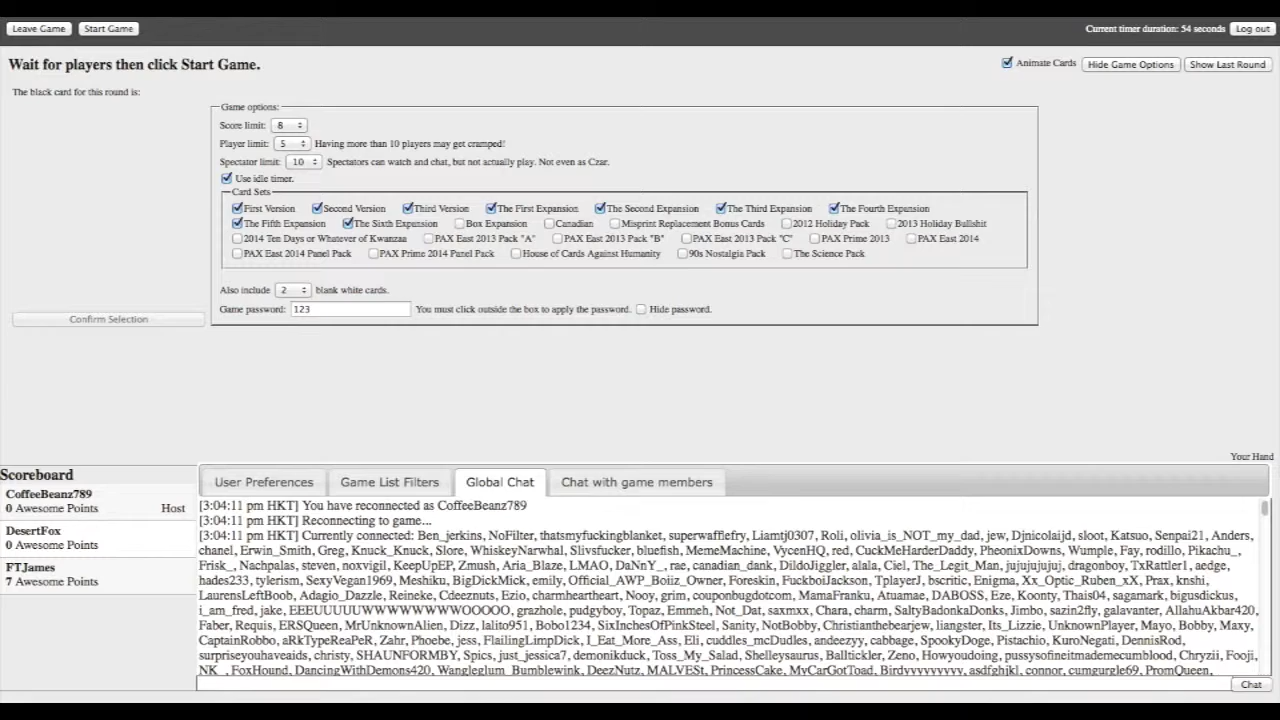 Leave Game Start Game Current timer duration: 54 seconds Log out
Wait for players then click Start Game. Animate Cards Hide Game Options Show Last Round
The black card for this round is:
Game options:
Score limit: 8
Player limit: 5 Having more than 10 players may get cramped!
Spectator limit: 10 Spectators can watch and chat, but not actually play. Not even as Czar.
Use idle timer.
Card Sets
First Version Second Version Third Version The First Expansion The Second Expansion The Third Expansion The Fourth Expansion
The Fifth Expansion The Sixth Expansion Box Expansion Canadian Misprint Replacement Bonus Cards 2012 Holiday Pack 2013 Holiday Bullshit
2014 Ten Days or Whatever of Kwanzaa PAX East 2013 Pack "A" PAX East 2013 Pack "B" PAX East 2013 Pack "C" PAX Prime 2013 PAX East 2014
PAX East 2014 Panel Pack PAX Prime 2014 Panel Pack House of Cards Against Humanity 90s Nostalgia Pack The Science Pack
Also include 2 blank white cards.
Game password: 123 You must click outside the box to apply the password. Hide password.
Confirm Selection
Your Hand
Scoreboard
CoffeeBeanz789
0 Awesome Points Host
DesertFox
0 Awesome Points
FTJames
7 Awesome Points
User Preferences Game List Filters Global Chat Chat with game members
[3:04:11 pm HKT] You have reconnected as CoffeeBeanz789
[3:04:11 pm HKT] Reconnecting to game...
[3:04:11 pm HKT] Currently connected: Ben_jerkins, NoFilter, thatsmyfuckingblanket, superwafflefry, Liamtj0307, Roli, olivia_is_NOT_my_dad, jew, Djnicolaijd, sloot, Katsuo, Senpai21, Anders,
chanel, Erwin_Smith, Greg, Knuck_Knuck, Slore, WhiskeyNarwhal, Slivsfucker, bluefish, MemeMachine, VycenHQ, red, CuckMeHarderDaddy, PheonixDowns, Wumple, Fay, rodillo, Pikachu_,
Frisk_, Nachpalas, steven, noxvigil, KeepUpEP, Zmush, Aria_Blaze, LMAO, DaNnY_, rae, canadian_dank, DildoJiggler, alala, Ciel, The_Legit_Man, jujujujujuj, dragonboy, TxRattler1, aedge,
hades233, tylerism, SexyVegan1969, Meshiku, BigDickMick, emily, Official_AWP_Boiiz_Owner, Foreskin, FuckboiJackson, TplayerJ, bscritic, Enigma, Xx_Optic_Ruben_xX, Prax, knshi,
LaurensLeftBoob, Adagio_Dazzle, Reineke, Cdeeznuts, Ezio, charmheartheart, Nooy, grim, couponbugdotcom, MamaFranku, Atuamah, DABOSS, Eze, Koonty, Thais04, sagamark, bigusdickus,
i_am_fred, jake, EEEUUUUUWWWWWWWWOOOOO, grazhole, pudgyboy, Topaz, Emmeh, Not_Dat, saxmxx, Chara, charm, SaltyBadonkaDonks, Jimbo, sazin2fly, galavanter, AllahuAkbar420,
Faber, Requis, ERSQueen, MrUnknownAlien, Dizz, lalito951, Bobo1234, SixInchesOfPinkSteel, Sanity, NotBobby, Christianthebearjew, liangster, Its_Lizzie, UnknownPlayer, Mayo, Bobby, Maxy,
CaptainRobbo, aRkTypeReaPeR, Zahr, Phoebe, jess, FlailingLimpDick, I_Eat_More_Ass, Eli, cuddles_mcDudles, andeezyy, cabbage, SpookyDoge, Pistachio, KuroNegati, DennisRod,
surpriseyouhaveaids, christy, SHAUNFORMBY, Spics, just_jessica7, demonikduck, Toss_My_Salad, Shelleysaurus, Balltickler, Zeno, Howyoudoing, pussysofineitmademecumblood, Chryzii, Fooji,
NK_, FoxHound, DancingWithDemons420, Wangleglum_Bumblewink, DeezNutz, MALVESt, PrincessCake, MyCarGotToad, Birdyvvvvvvvv, asdfghjkl, connor, cumgurgle69, PromQueen,
Chat